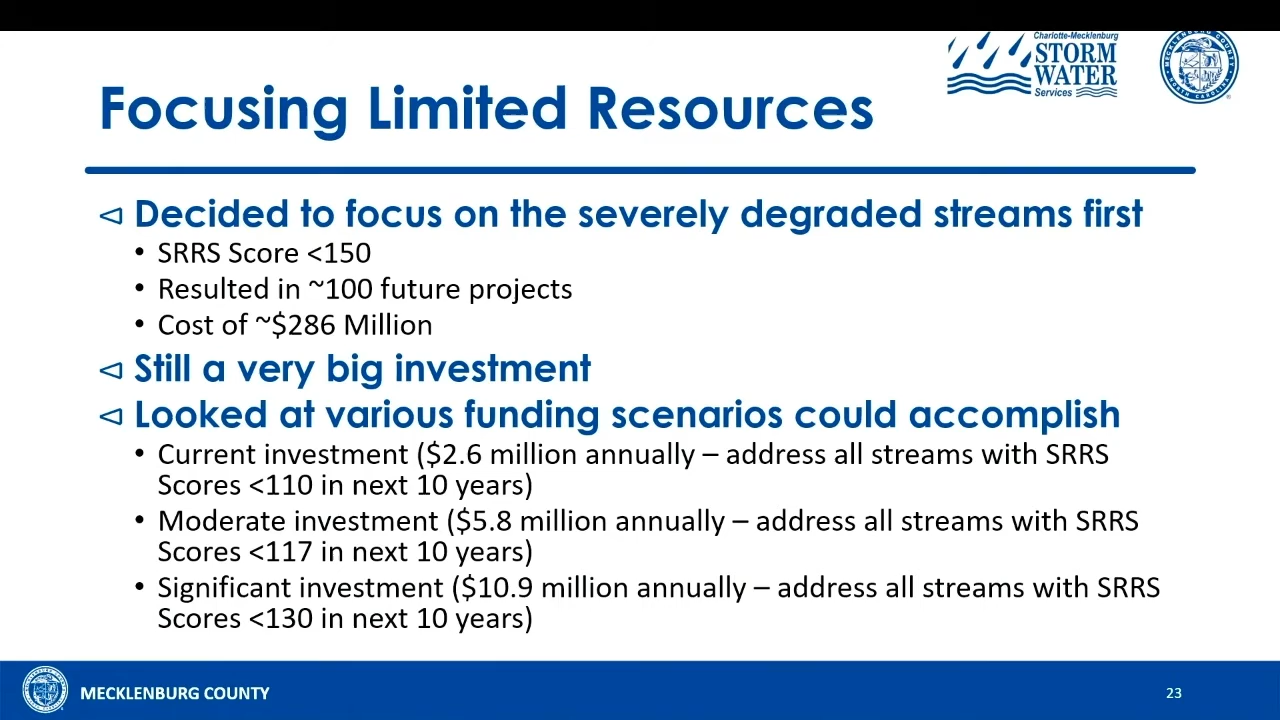 Charlotte-Mecklenburg
STORM
WATER
Services
MECKLENBURG COUNTY
NORTH CAROLINA
Focusing Limited Resources
Decided to focus on the severely degraded streams first
• SRRS Score <150
• Resulted in ~100 future projects
• Cost of ~$286 Million
Still a very big investment
Looked at various funding scenarios could accomplish
• Current investment ($2.6 million annually – address all streams with SRRS
Scores <110 in next 10 years)
• Moderate investment ($5.8 million annually – address all streams with SRRS
Scores <117 in next 10 years)
• Significant investment ($10.9 million annually – address all streams with SRRS
Scores <130 in next 10 years)
MECKLENBURG COUNTY
23